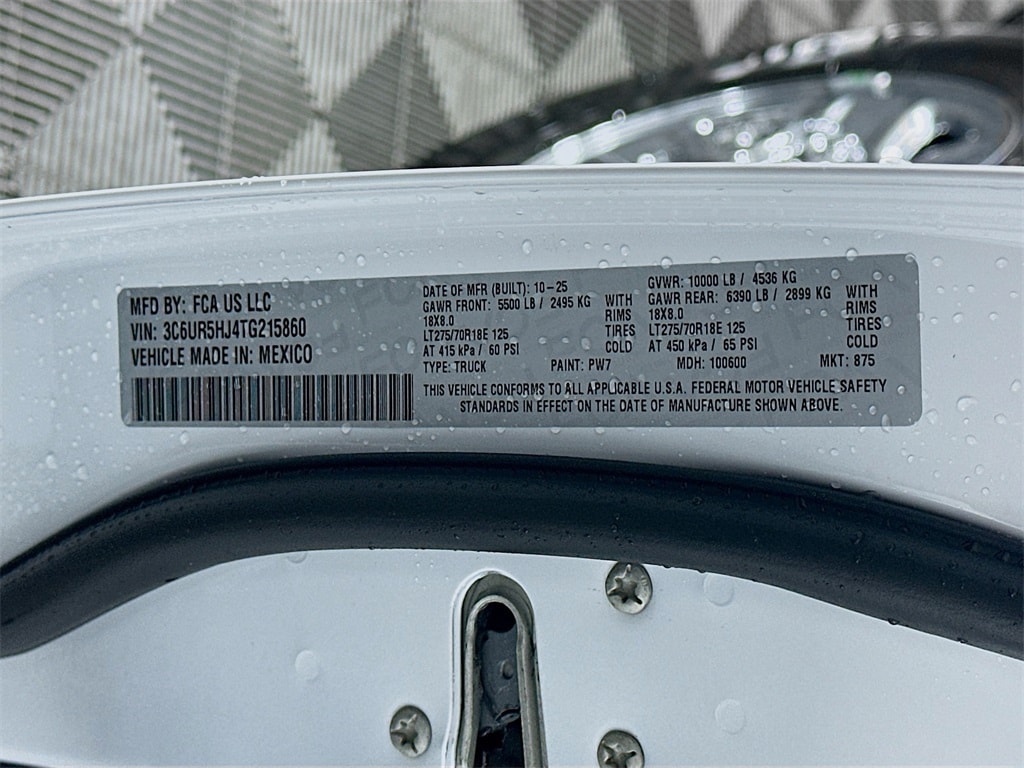 MFD BY: FCA US LLC
VIN: 3C6UR5HJ4TG215860
VEHICLE MADE IN: MEXICO
DATE OF MFR (BUILT): 10-25
GAWR FRONT: 5500 LB / 2495 KG WITH
18X8.0 RIMS
LT275/70R18E 125 TIRES
AT 415 kPa / 60 PSI COLD
TYPE: TRUCK PAINT: PW7
GVWR: 10000 LB / 4536 KG
GAWR REAR: 6390 LB / 2899 KG WITH
18X8.0 RIMS
LT275/70R18E 125 TIRES
AT 450 kPa / 65 PSI COLD
MDH: 100600 MKT: 875
THIS VEHICLE CONFORMS TO ALL APPLICABLE U.S.A. FEDERAL MOTOR VEHICLE SAFETY
STANDARDS IN EFFECT ON THE DATE OF MANUFACTURE SHOWN ABOVE.